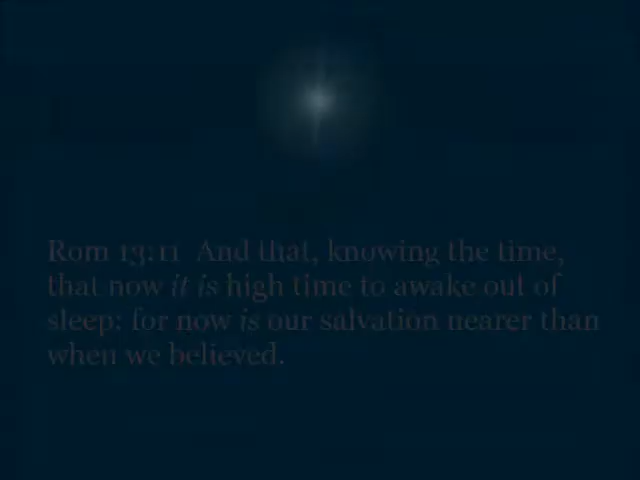 Rom 13:11 And that, knowing the time,
that now it is high time to awake out of
sleep: for now is our salvation nearer than
when we believed.